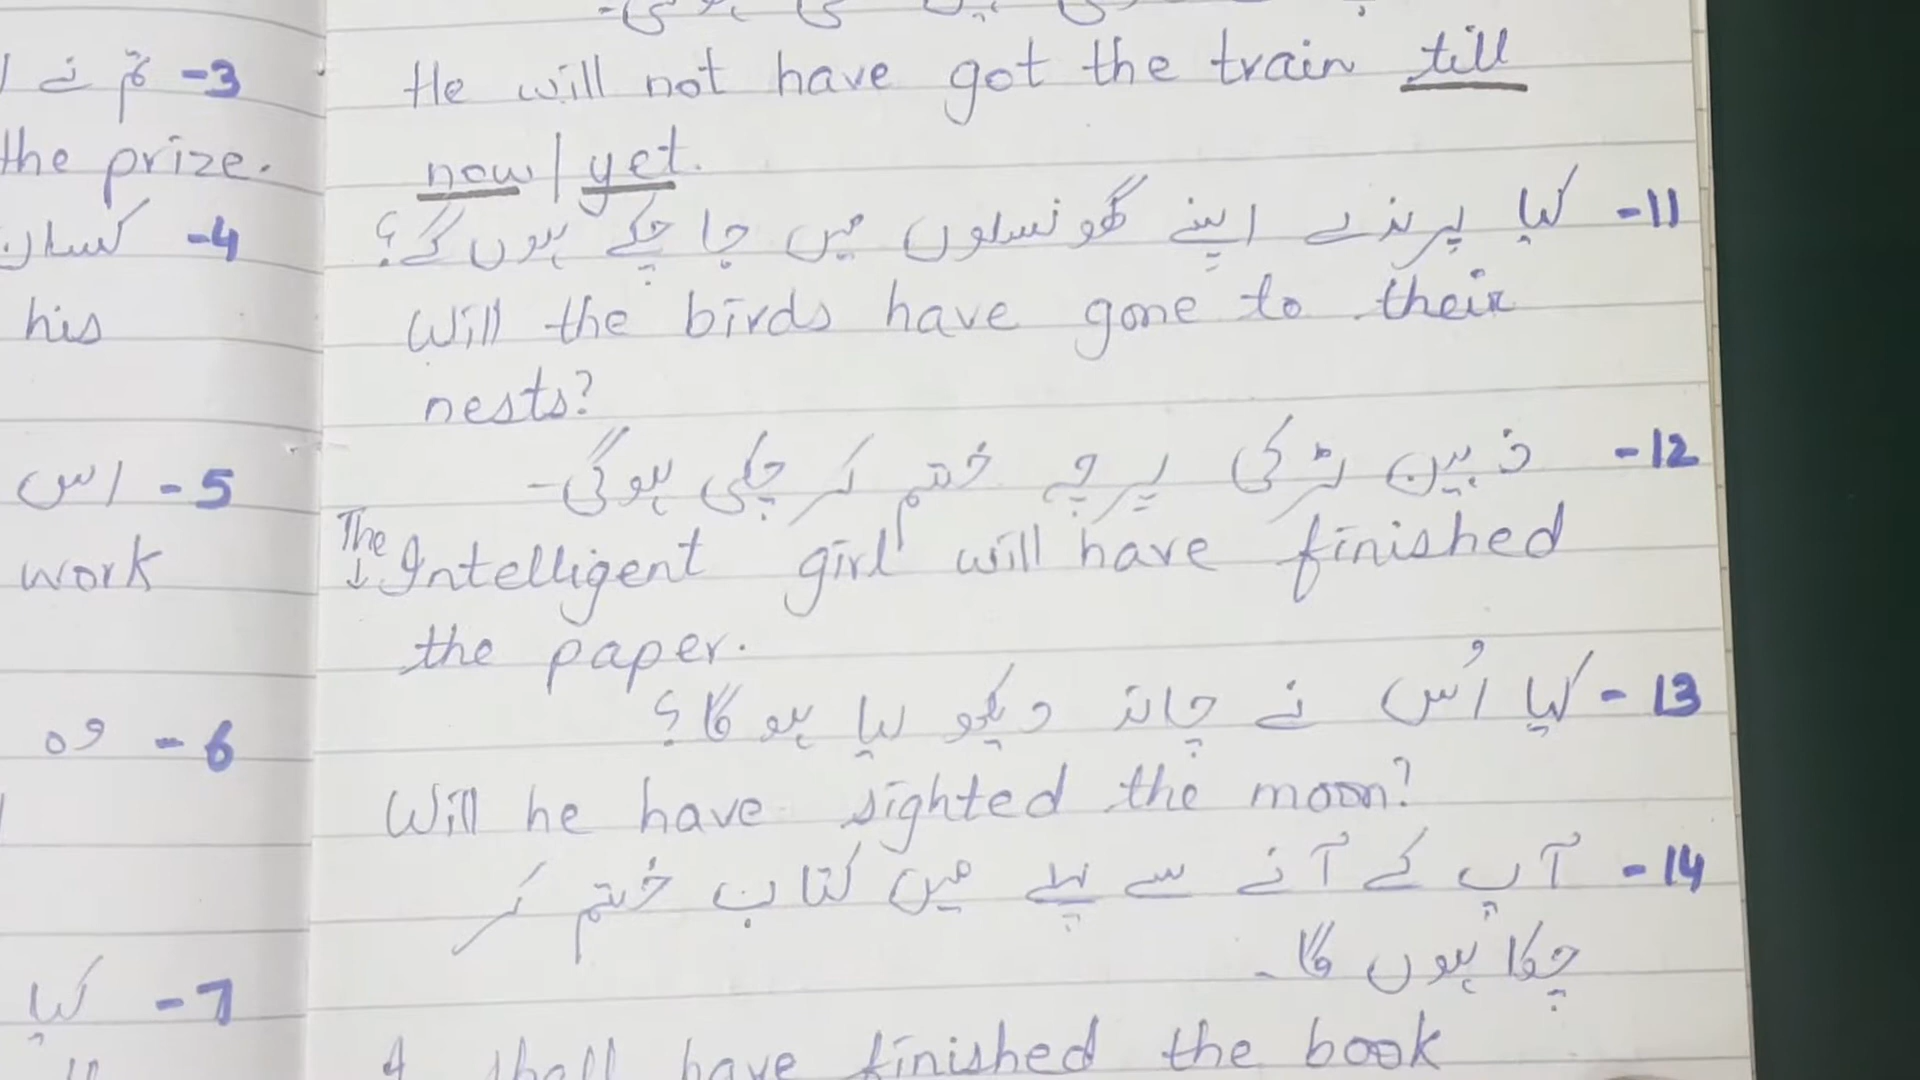 تم نے -3
the prize.
کسان -4
his
اس -5
work
وہ -6
کیا -7
He will not have got the train till
now/yet.
11- کیا پرندے اپنے گھونسلوں میں جا چکے ہوں گے؟
Will the birds have gone to their
nests?
12- ذہین لڑکی پرچہ ختم کر چکی ہوگی۔
The ↓ Intelligent girl will have finished
the paper.
13- کیا اُس نے چاند دیکھ لیا ہوگا؟
Will he have sighted the moon?
14- آپ کے آنے سے پہلے میں کتاب ختم کر
چکا ہوں گا۔
I shall have finished the book